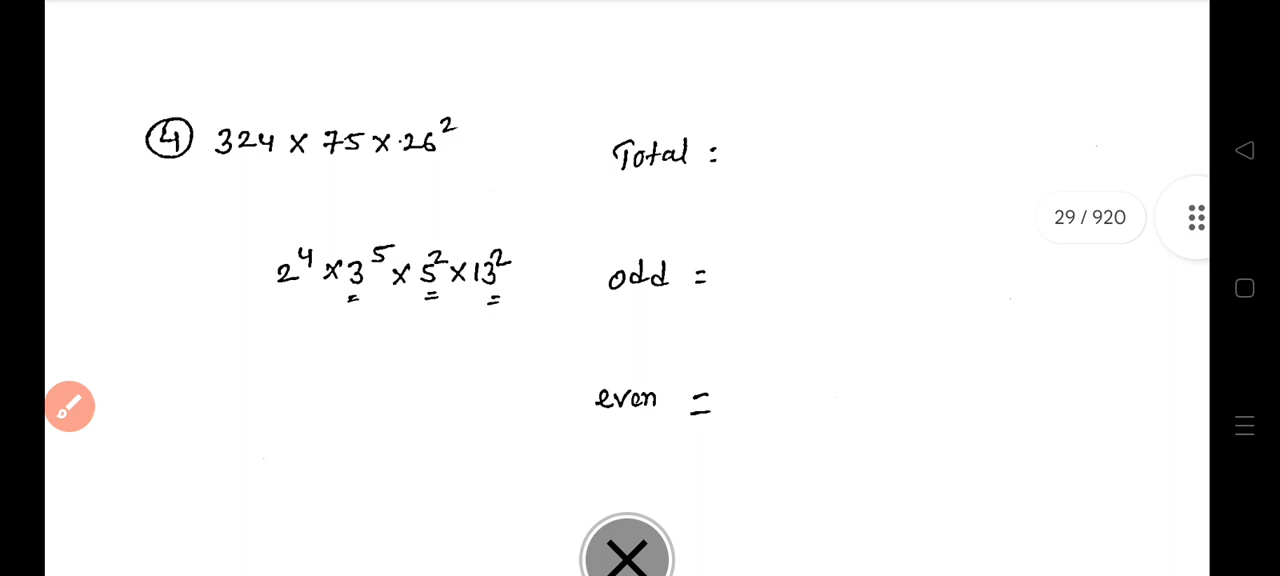 ④ 324 × 75 × 26²
Total :
29 / 920
2⁴ × 3⁵ × 5² × 13²
odd =
even =